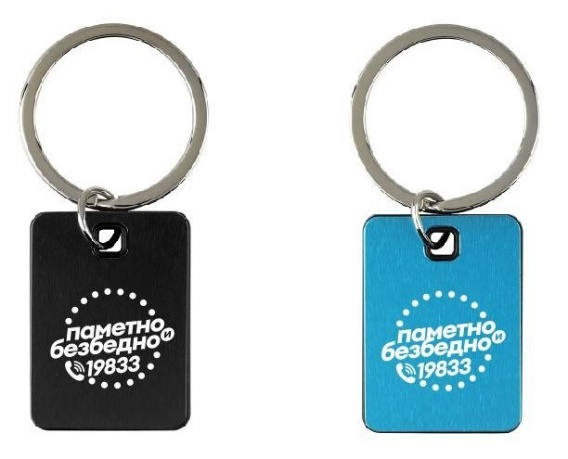 паметно
и
безбедно
19833
паметно
и
безбедно
19833